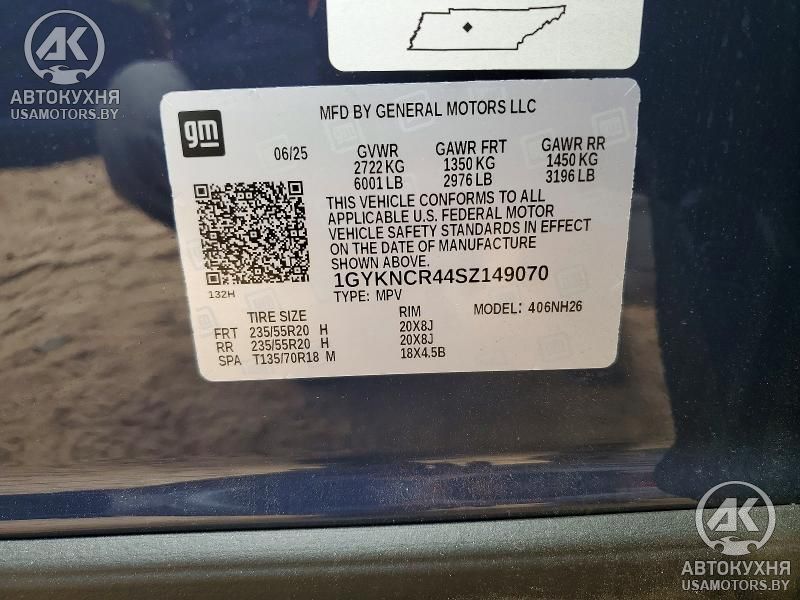 AK
АВТОКУХНЯ
USAMOTORS.BY
gm
MFD BY GENERAL MOTORS LLC
06/25 GVWR GAWR FRT GAWR RR
2722 KG 1350 KG 1450 KG
6001 LB 2976 LB 3196 LB
THIS VEHICLE CONFORMS TO ALL
APPLICABLE U.S. FEDERAL MOTOR
VEHICLE SAFETY STANDARDS IN EFFECT
ON THE DATE OF MANUFACTURE
SHOWN ABOVE.
1GYKNCR44SZ149070
132H
TYPE: MPV MODEL: 406NH26
TIRE SIZE RIM
FRT 235/55R20 H 20X8J
RR 235/55R20 H 20X8J
SPA T135/70R18 M 18X4.5B
AK
АВТОКУХНЯ
USAMOTORS.BY